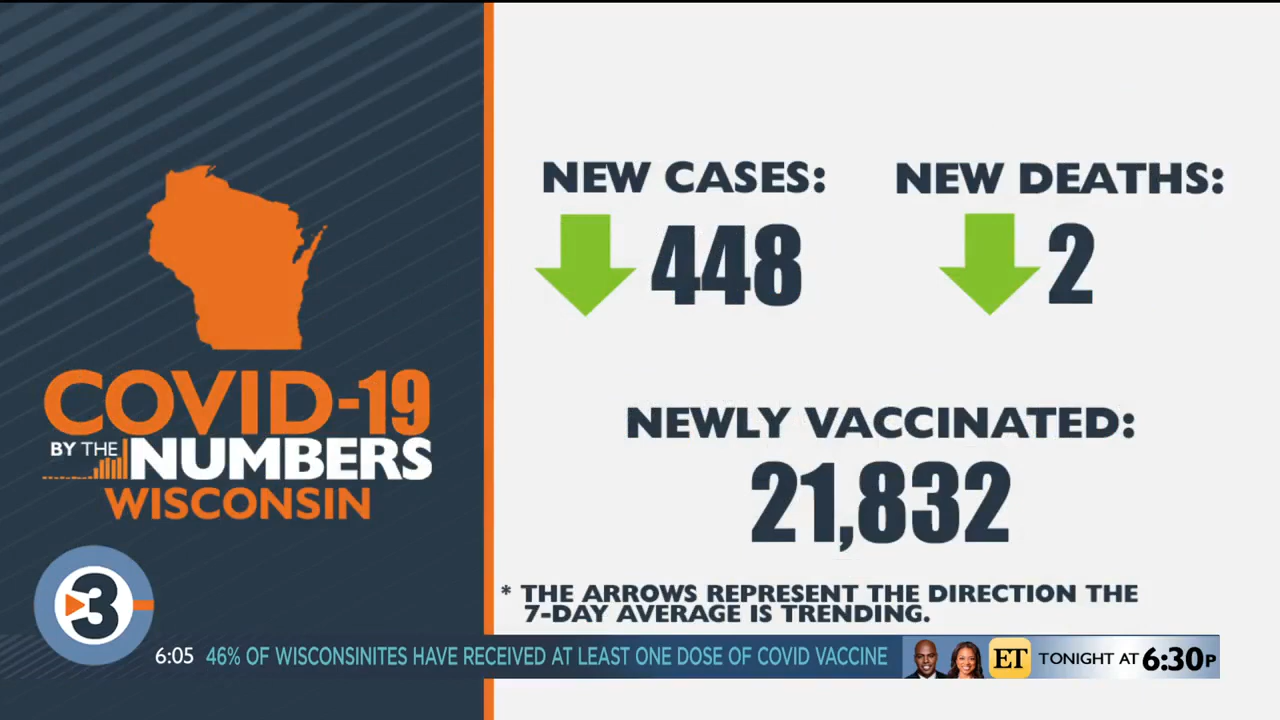 COVID-19
BY THE NUMBERS
WISCONSIN
NEW CASES:
448
NEW DEATHS:
2
NEWLY VACCINATED:
21,832
* THE ARROWS REPRESENT THE DIRECTION THE
7-DAY AVERAGE IS TRENDING.
3
6:05 46% OF WISCONSINITES HAVE RECEIVED AT LEAST ONE DOSE OF COVID VACCINE
ET TONIGHT AT 6:30P